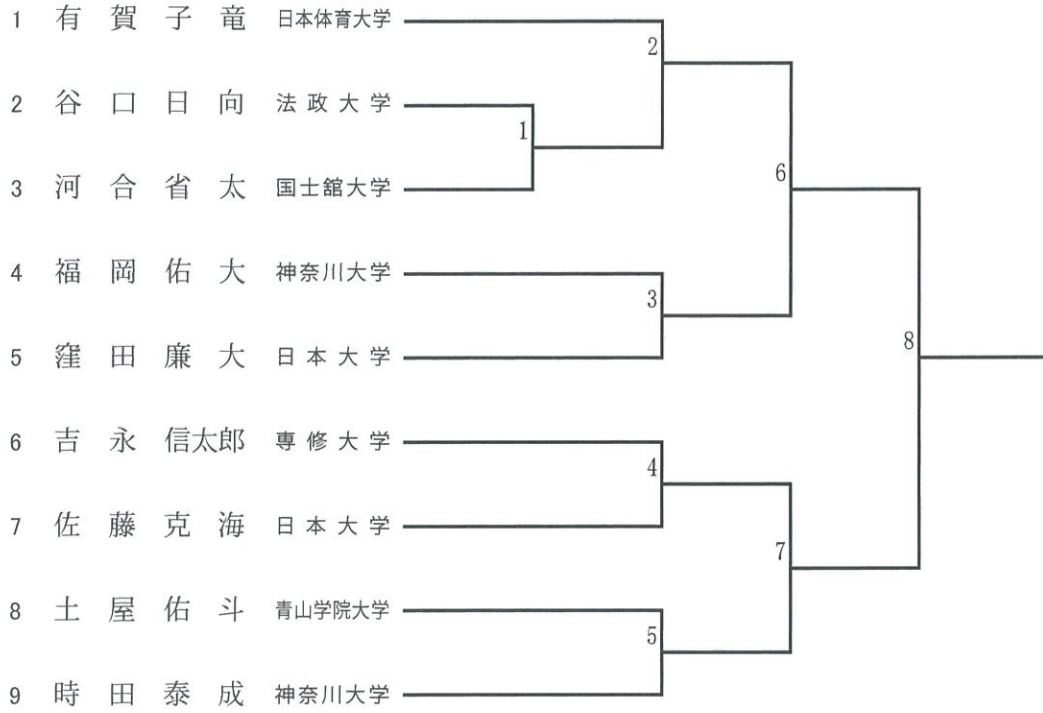 1 有賀子竜 日本体育大学
2
谷口日向 法政大学
1
3 河合省太 国士舘大学
6
4 福岡佑大 神奈川大学
3
5 窪田廉大 日本大学
8
6 吉永信太郎 専修大学
4
7 佐藤克海 日本大学
7
8 土屋佑斗 青山学院大学
5
9 時田泰成 神奈川大学
2